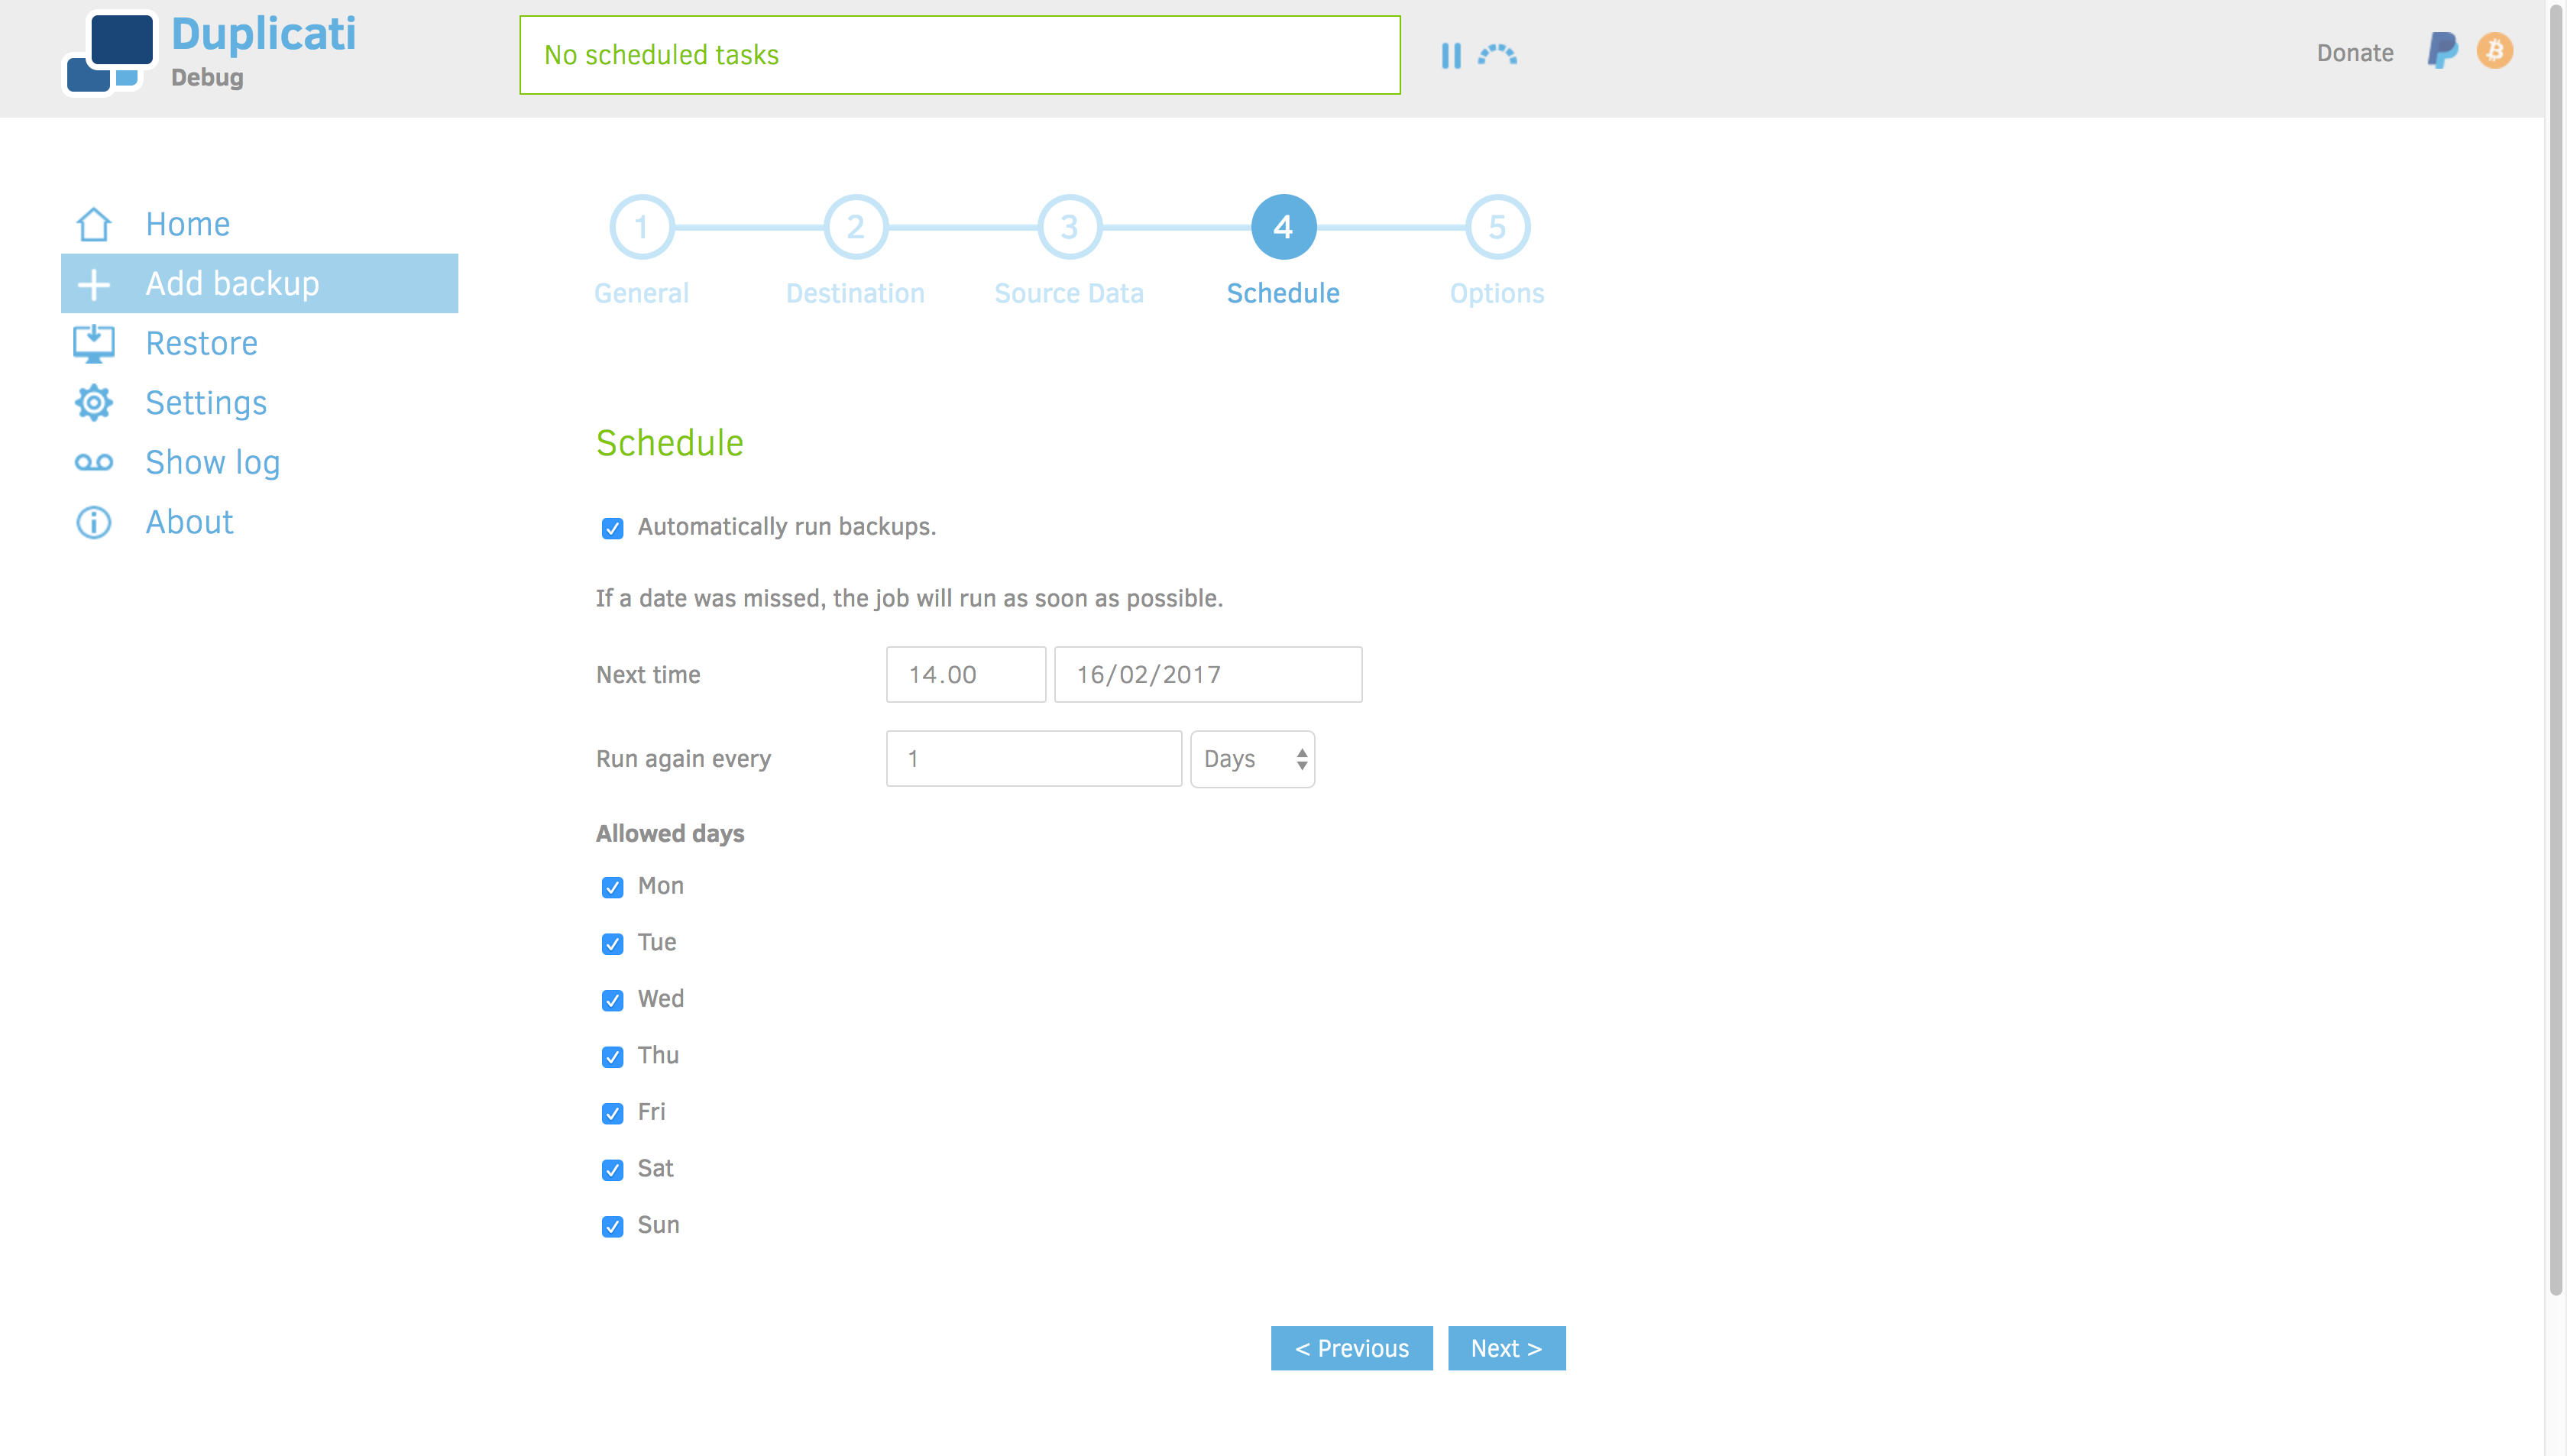 Duplicati
Debug
No scheduled tasks
Donate
Home
Add backup
Restore
Settings
Show log
About
1 2 3 4 5
General Destination Source Data Schedule Options
Schedule
Automatically run backups.
If a date was missed, the job will run as soon as possible.
Next time 14.00 16/02/2017
Run again every 1 Days
Allowed days
Mon
Tue
Wed
Thu
Fri
Sat
Sun
< Previous Next >